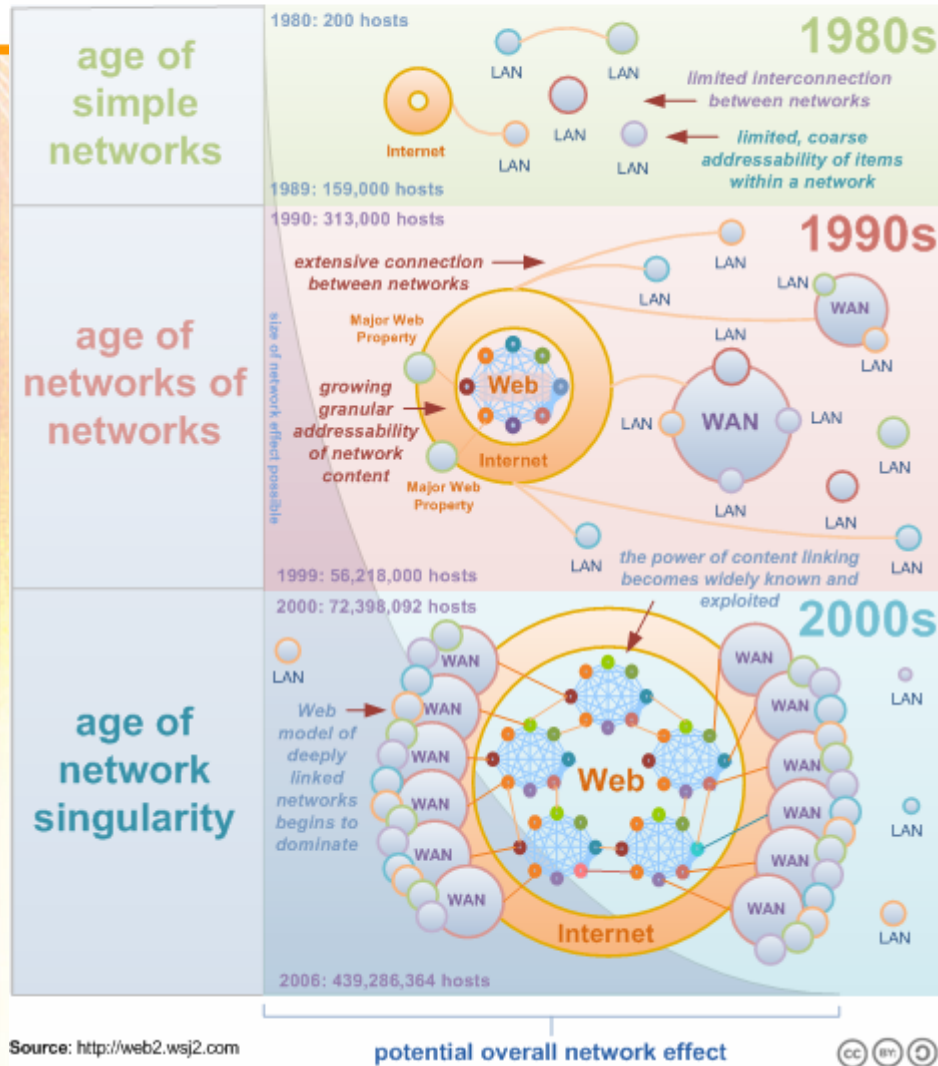 age of
simple
networks
1980: 200 hosts
1980s
LAN
LAN
LAN
Internet
LAN
LAN
limited interconnection
between networks
limited, coarse
addressability of items
within a network
1989: 159,000 hosts
age of
networks of
networks
1990: 313,000 hosts
1990s
extensive connection
between networks
LAN
LAN
LAN
WAN
LAN
size of network effect possible
Major Web
Property
growing
granular
addressability
of network
content
Web
Internet
Major Web
Property
LAN
LAN
WAN
LAN
LAN
LAN
LAN
LAN
LAN
the power of content linking
becomes widely known and
exploited
1999: 56,218,000 hosts
age of
network
singularity
2000: 72,398,092 hosts
2000s
LAN
Web
model of
deeply
linked
networks
begins to
dominate
WAN
WAN
WAN
WAN
WAN
WAN
Web
Internet
WAN
WAN
WAN
WAN
WAN
WAN
LAN
LAN
LAN
2006: 439,286,364 hosts
Source: http://web2.wsj2.com
potential overall network effect
cc BY: